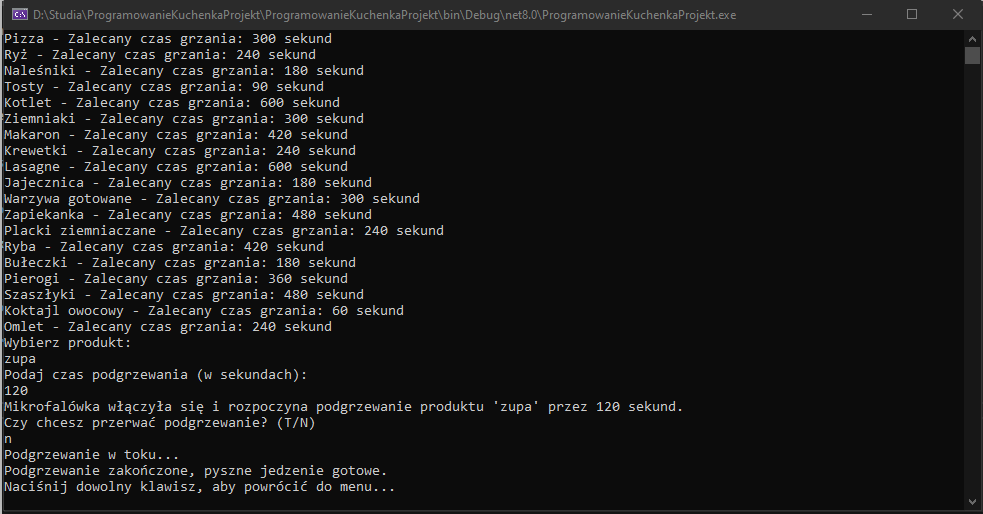 D:\Studia\ProgramowanieKuchenkaProjekt\ProgramowanieKuchenkaProjekt\bin\Debug\net8.0\ProgramowanieKuchenkaProjekt.exe
Pizza - Zalecany czas grzania: 300 sekund
Ryż - Zalecany czas grzania: 240 sekund
Naleśniki - Zalecany czas grzania: 180 sekund
Tosty - Zalecany czas grzania: 90 sekund
Kotlet - Zalecany czas grzania: 600 sekund
Ziemniaki - Zalecany czas grzania: 300 sekund
Makaron - Zalecany czas grzania: 420 sekund
Krewetki - Zalecany czas grzania: 240 sekund
Lasagne - Zalecany czas grzania: 600 sekund
Jajecznica - Zalecany czas grzania: 180 sekund
Warzywa gotowane - Zalecany czas grzania: 300 sekund
Zapiekanka - Zalecany czas grzania: 480 sekund
Placki ziemniaczane - Zalecany czas grzania: 240 sekund
Ryba - Zalecany czas grzania: 420 sekund
Bułeczki - Zalecany czas grzania: 180 sekund
Pierogi - Zalecany czas grzania: 360 sekund
Szaszłyki - Zalecany czas grzania: 480 sekund
Koktajl owocowy - Zalecany czas grzania: 60 sekund
Omlet - Zalecany czas grzania: 240 sekund
Wybierz produkt:
zupa
Podaj czas podgrzewania (w sekundach):
120
Mikrofalówka włączyła się i rozpoczyna podgrzewanie produktu 'zupa' przez 120 sekund.
Czy chcesz przerwać podgrzewanie? (T/N)
n
Podgrzewanie w toku...
Podgrzewanie zakończone, pyszne jedzenie gotowe.
Naciśnij dowolny klawisz, aby powrócić do menu...